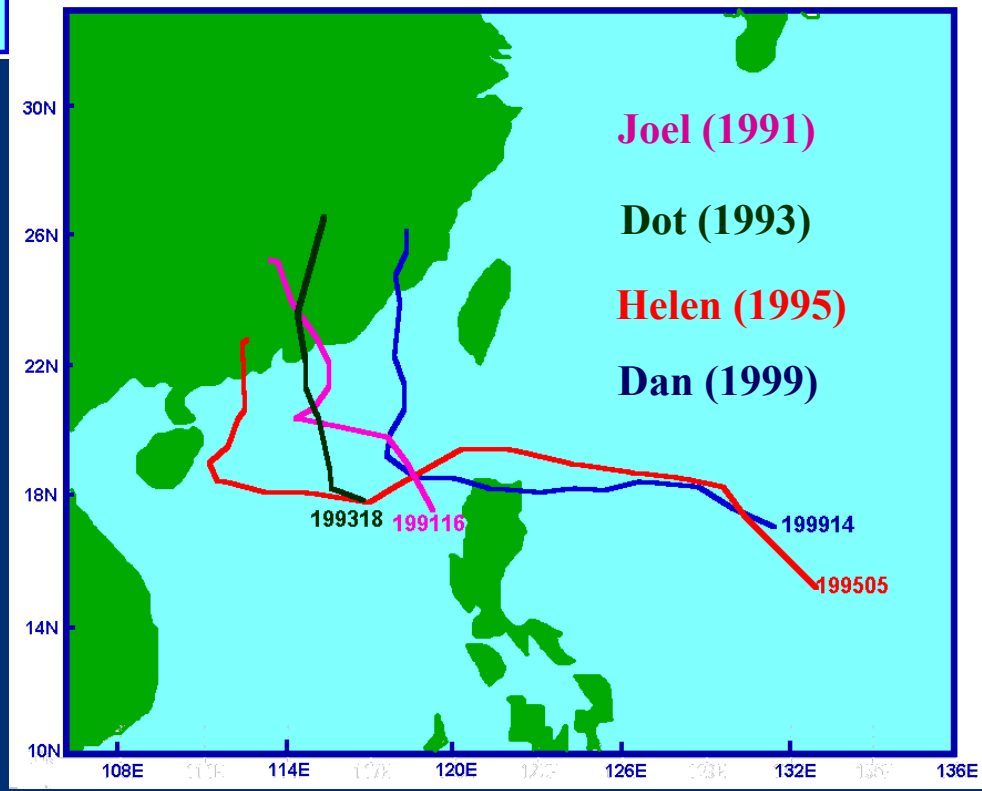 30N
Joel (1991)
Dot (1993)
26N
Helen (1995)
22N
Dan (1999)
18N
199318
199116
199914
199505
14N
10N
108E 114E 120E 126E 132E 136E